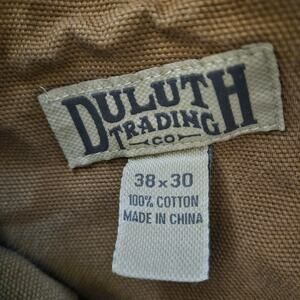 DULUTH
TRADING
CO
38x30
100% COTTON
MADE IN CHINA